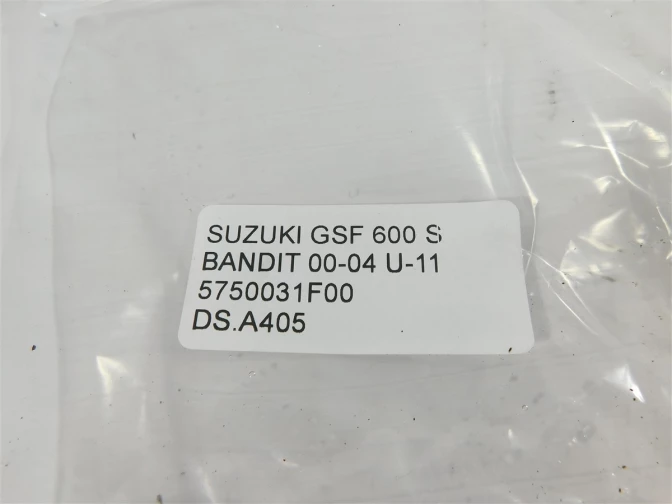 SUZUKI GSF 600 S
BANDIT 00-04 U-11
5750031F00
DS.A405